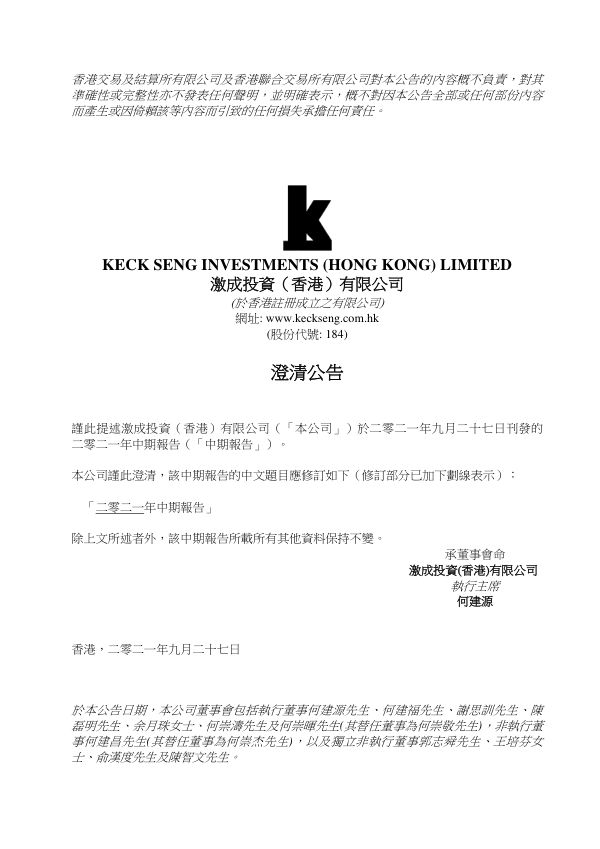 香港交易及結算所有限公司及香港聯合交易所有限公司對本公告的內容概不負責，對其
準確性或完整性亦不發表任何聲明，並明確表示，概不對因本公告全部或任何部份內容
而產生或因倚賴該等內容而引致的任何損失承擔任何責任。
k
KECK SENG INVESTMENTS (HONG KONG) LIMITED
激成投資（香港）有限公司
(於香港註冊成立之有限公司)
網址: www.keckseng.com.hk
(股份代號: 184)
澄清公告
謹此提述激成投資（香港）有限公司（「本公司」）於二零二一年九月二十七日刊發的
二零二一年中期報告（「中期報告」）。
本公司謹此澄清，該中期報告的中文題目應修訂如下（修訂部分已加下劃線表示）：
「二零二一年中期報告」
除上文所述者外，該中期報告所載所有其他資料保持不變。
承董事會命
激成投資(香港)有限公司
執行主席
何建源
香港，二零二一年九月二十七日
於本公告日期，本公司董事會包括執行董事何建源先生、何建福先生、謝思訓先生、陳
磊明先生、余月珠女士、何崇濤先生及何崇暉先生(其替任董事為何崇敬先生)，非執行董
事何建昌先生(其替任董事為何崇杰先生)，以及獨立非執行董事郭志舜先生、王培芬女
士、俞漢度先生及陳智文先生。